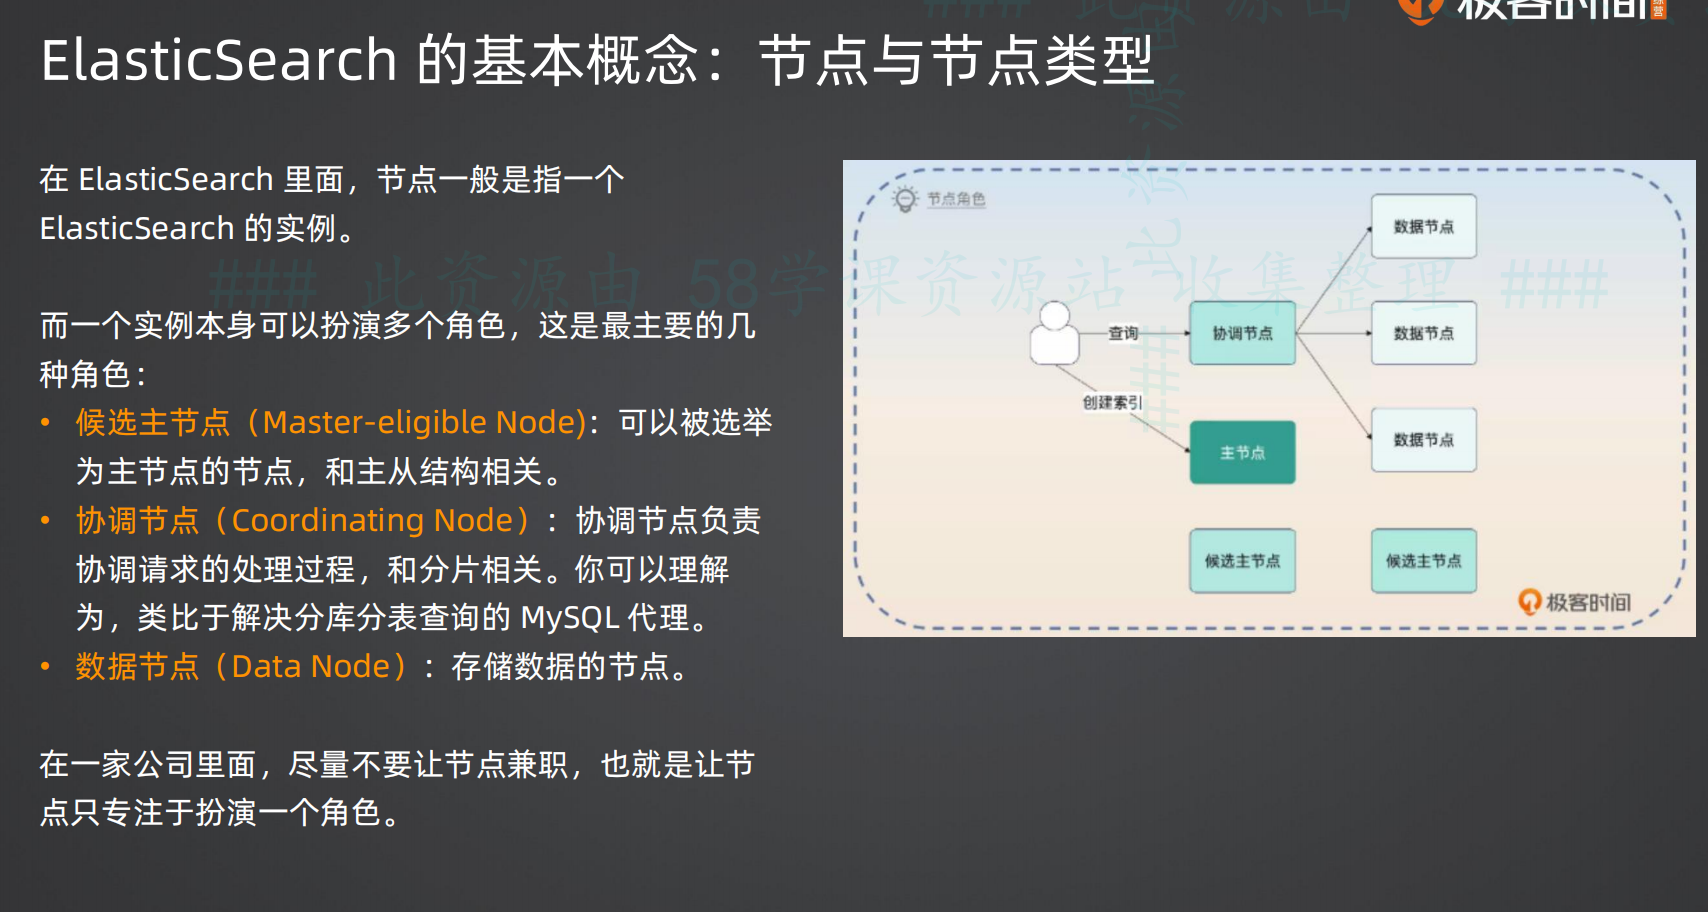 极客时间
ElasticSearch 的基本概念：节点与节点类型
在 ElasticSearch 里面，节点一般是指一个
ElasticSearch 的实例。
而一个实例本身可以扮演多个角色，这是最主要的几
种角色：
• 候选主节点（Master-eligible Node)：可以被选举
为主节点的节点，和主从结构相关。
• 协调节点（Coordinating Node）：协调节点负责
协调请求的处理过程，和分片相关。你可以理解
为，类比于解决分库分表查询的 MySQL 代理。
• 数据节点（Data Node）：存储数据的节点。
在一家公司里面，尽量不要让节点兼职，也就是让节
点只专注于扮演一个角色。
节点角色
数据节点
查询
协调节点
数据节点
创建索引
数据节点
主节点
候选主节点
候选主节点
极客时间
### 此资源由 58学课资源站 收集整理 ###